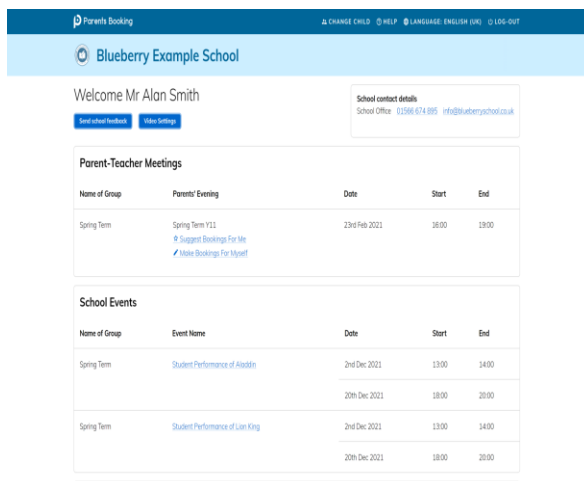 Parents Booking
CHANGE CHILD HELP LANGUAGE: ENGLISH (UK) LOG-OUT
Blueberry Example School
Welcome Mr Alan Smith
Send school feedback Video Settings
School contact details
School Office 01566 674 895 info@blueberryschool.co.uk
Parent-Teacher Meetings
Name of Group Parents' Evening Date Start End
Spring Term Spring Term Y11 23rd Feb 2021 16:00 19:00
Suggest Bookings For Me
Make Bookings For Myself
School Events
Name of Group Event Name Date Start End
Spring Term Student Performance of Aladdin 2nd Dec 2021 13:00 14:00
20th Dec 2021 18:00 20:00
Spring Term Student Performance of Lion King 2nd Dec 2021 13:00 14:00
20th Dec 2021 18:00 20:00